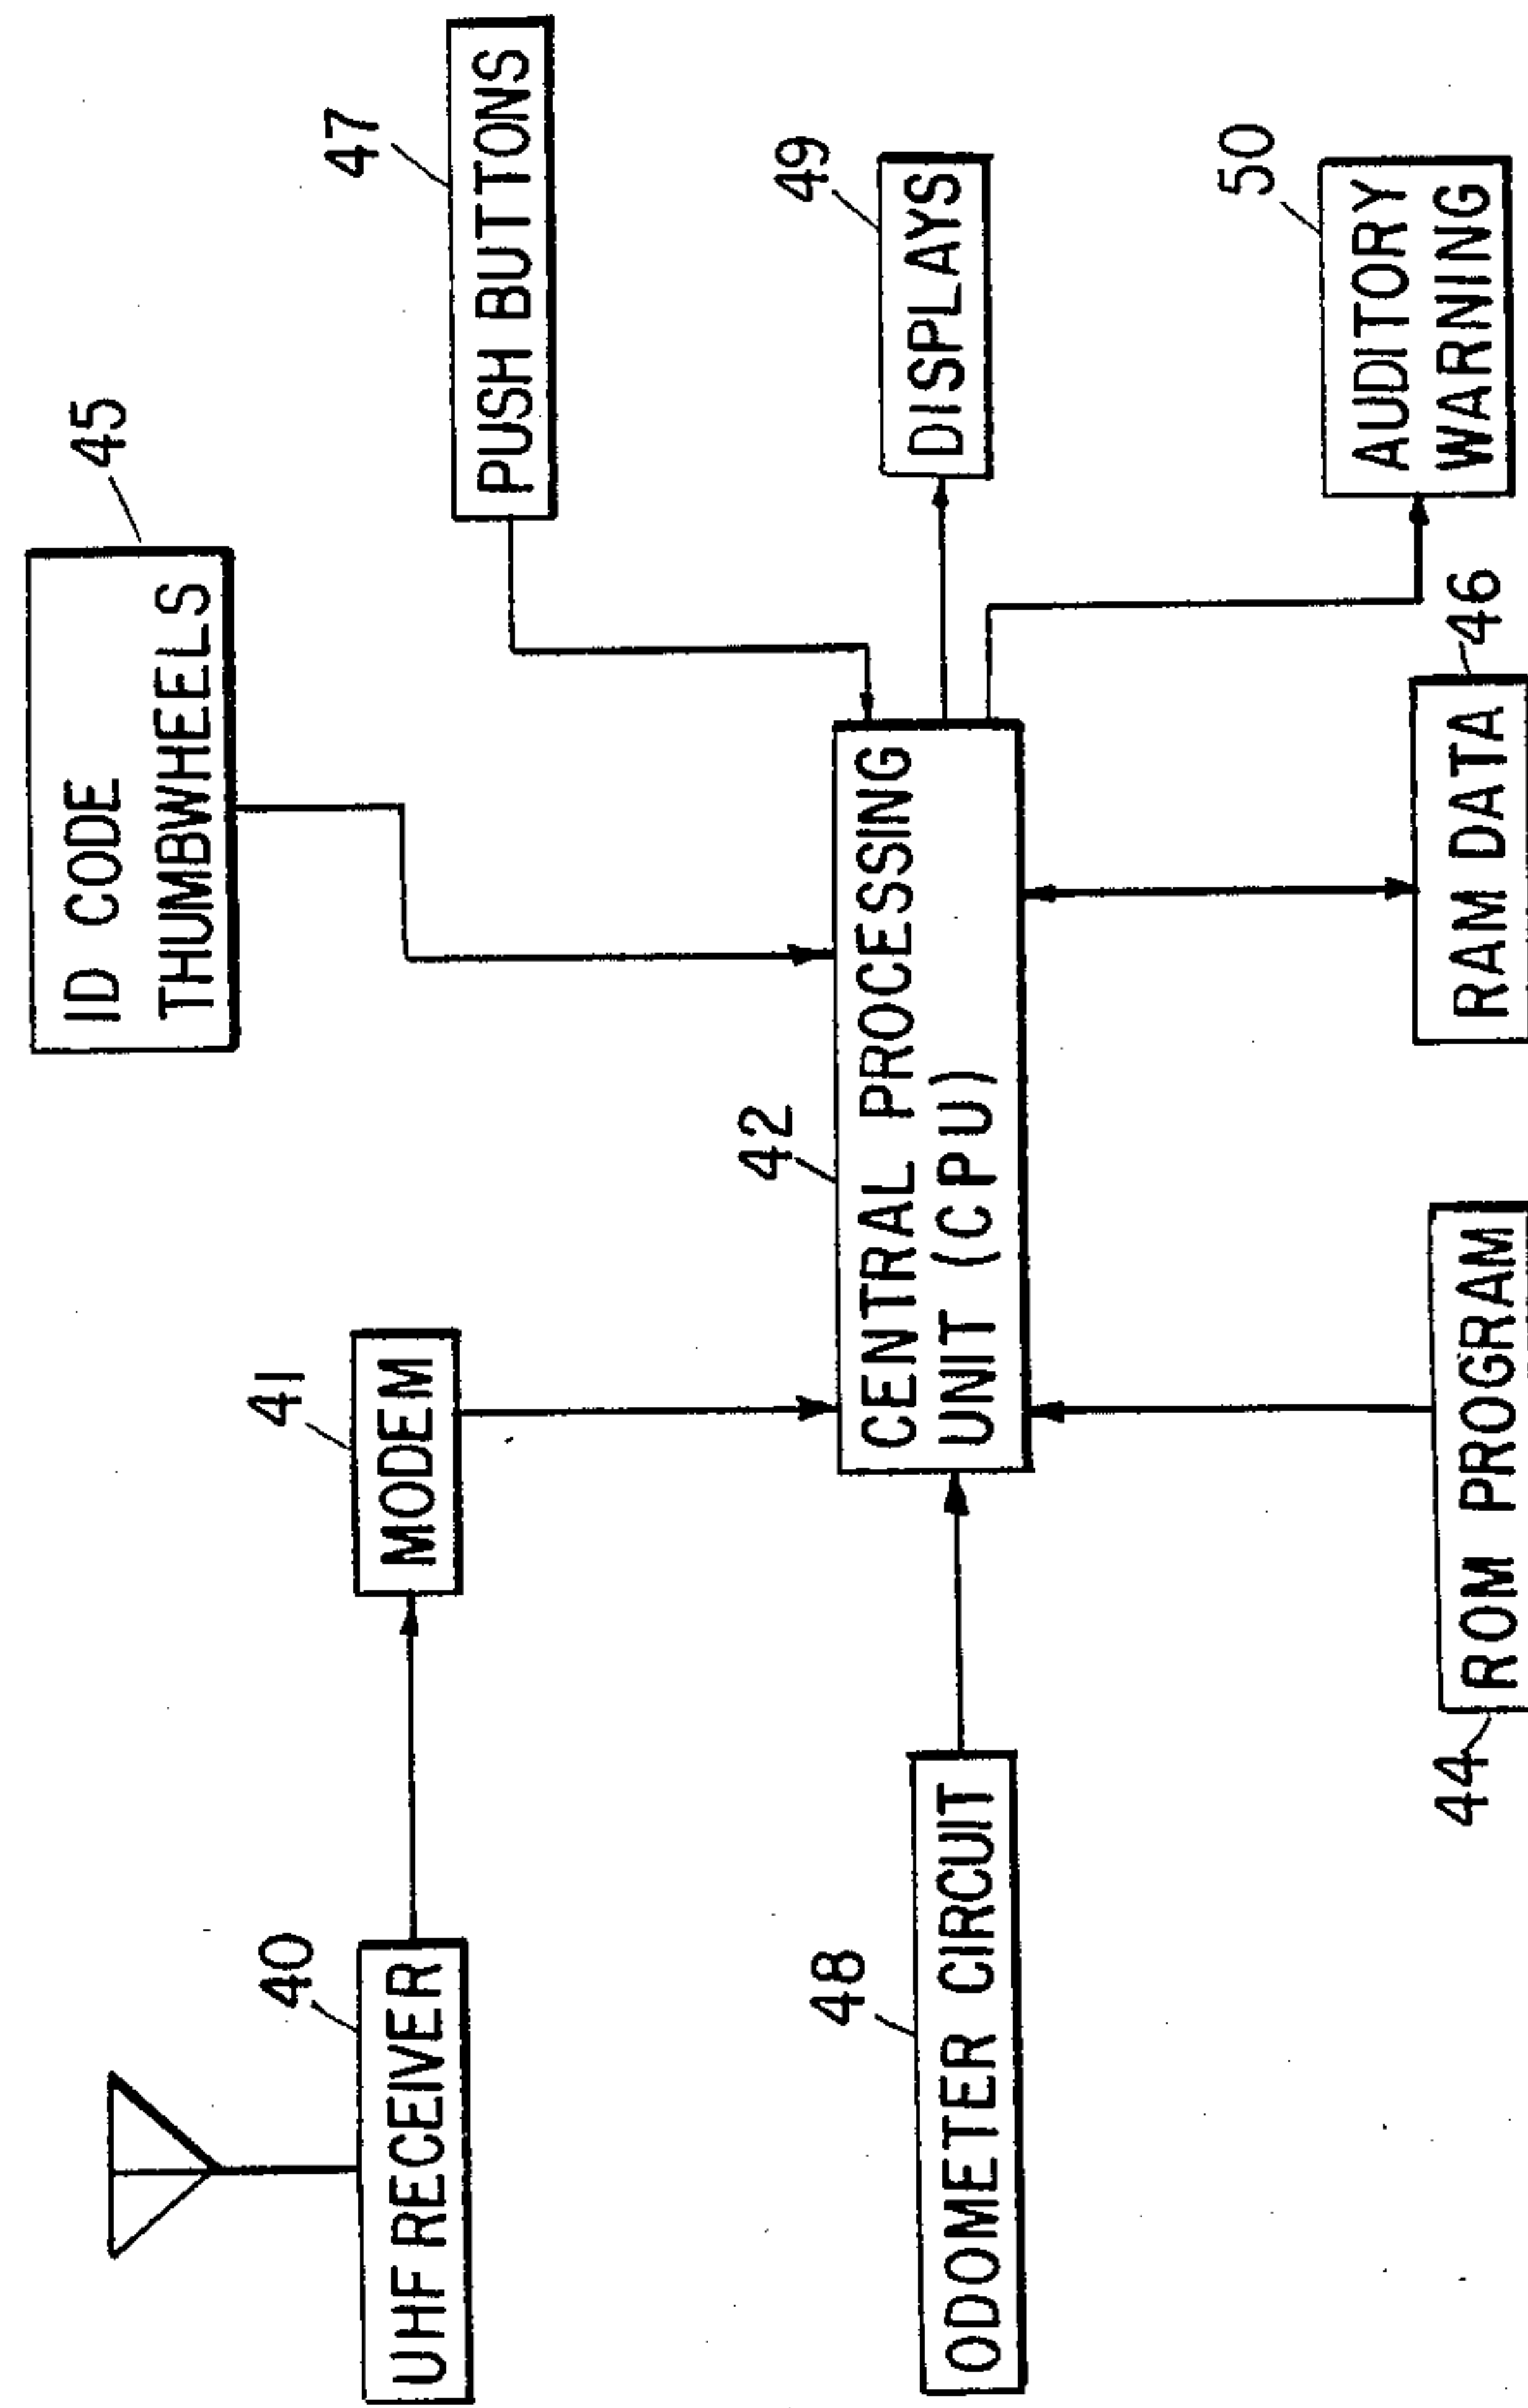 45
ID CODE
THUMBWHEELS
40
UHF RECEIVER
41
MODEM
47
PUSH BUTTONS
48
ODOMETER CIRCUIT
42
CENTRAL PROCESSING
UNIT (CPU)
49
DISPLAYS
50
AUDITORY
WARNING
44
ROM PROGRAM
46
RAM DATA